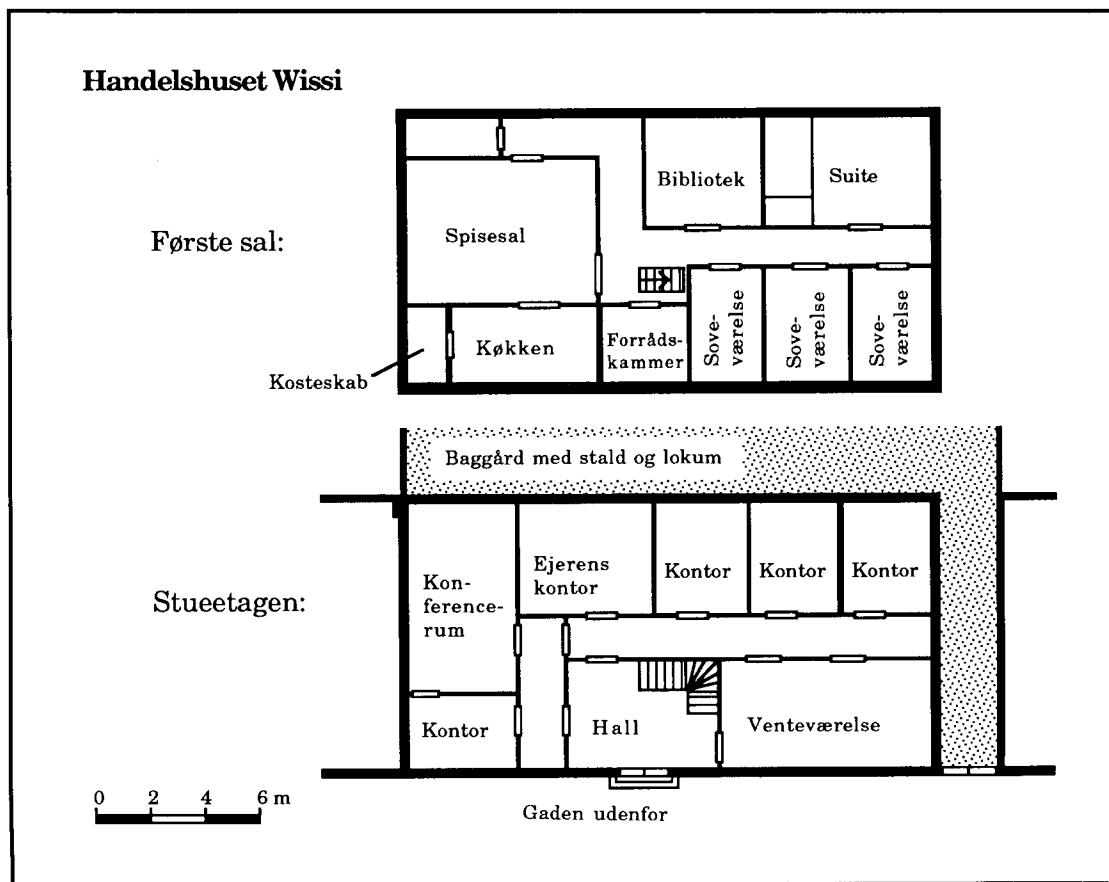 Handelshuset Wissi
Første sal:
Bibliotek
Suite
Spisesal
Køkken
Forråds-
kammer
Sove-
værelse
Sove-
værelse
Sove-
værelse
Kosteskab
Baggård med stald og lokum
Stueetagen:
Kon-
ference-
rum
Ejerens
kontor
Kontor
Kontor
Kontor
Kontor
Hall
Venteværelse
0 2 4 6 m
Gaden udenfor